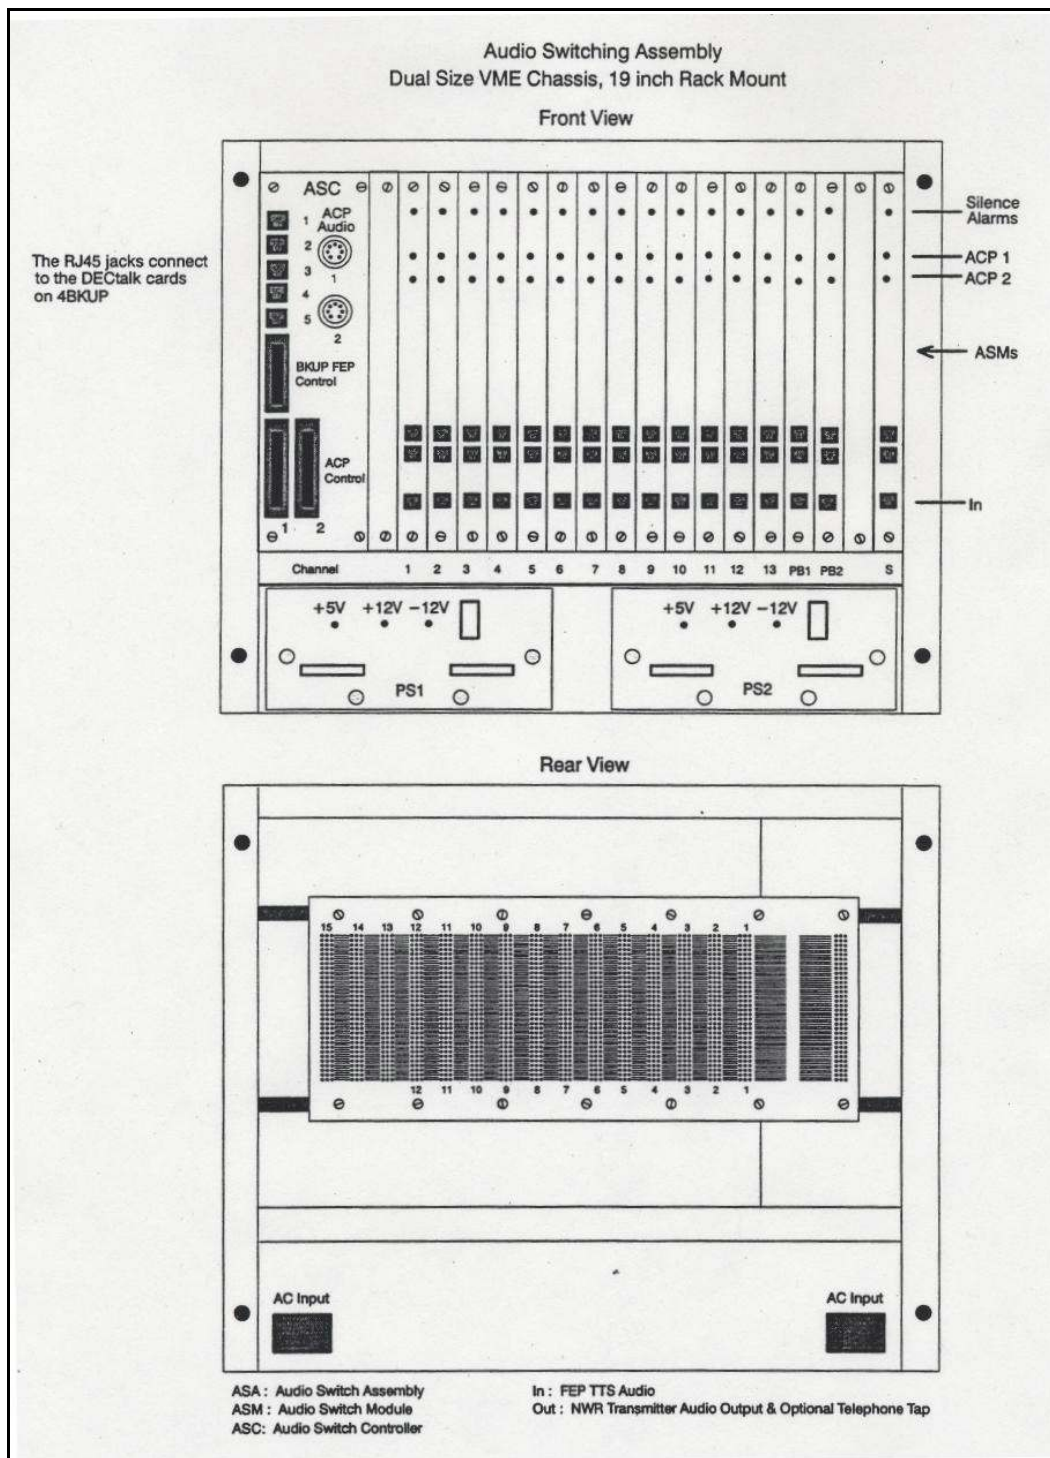 Audio Switching Assembly
Dual Size VME Chassis, 19 inch Rack Mount
Front View
ASC
ACP
Audio
1
2
3
4
5
1
2
BKUP FEP
Control
ACP
Control
1 2
The RJ45 jacks connect
to the DECtalk cards
on 4BKUP
Silence
Alarms
ACP 1
ACP 2
ASMs
In
Channel 1 2 3 4 5 6 7 8 9 10 11 12 13 PB1 PB2 S
+5V +12V -12V
PS1
+5V +12V -12V
PS2
Rear View
15 14 13 12 11 10 9 8 7 6 5 4 3 2 1
12 11 10 9 8 7 6 5 4 3 2 1
AC Input
AC Input
ASA : Audio Switch Assembly
ASM : Audio Switch Module
ASC: Audio Switch Controller
In : FEP TTS Audio
Out : NWR Transmitter Audio Output & Optional Telephone Tap